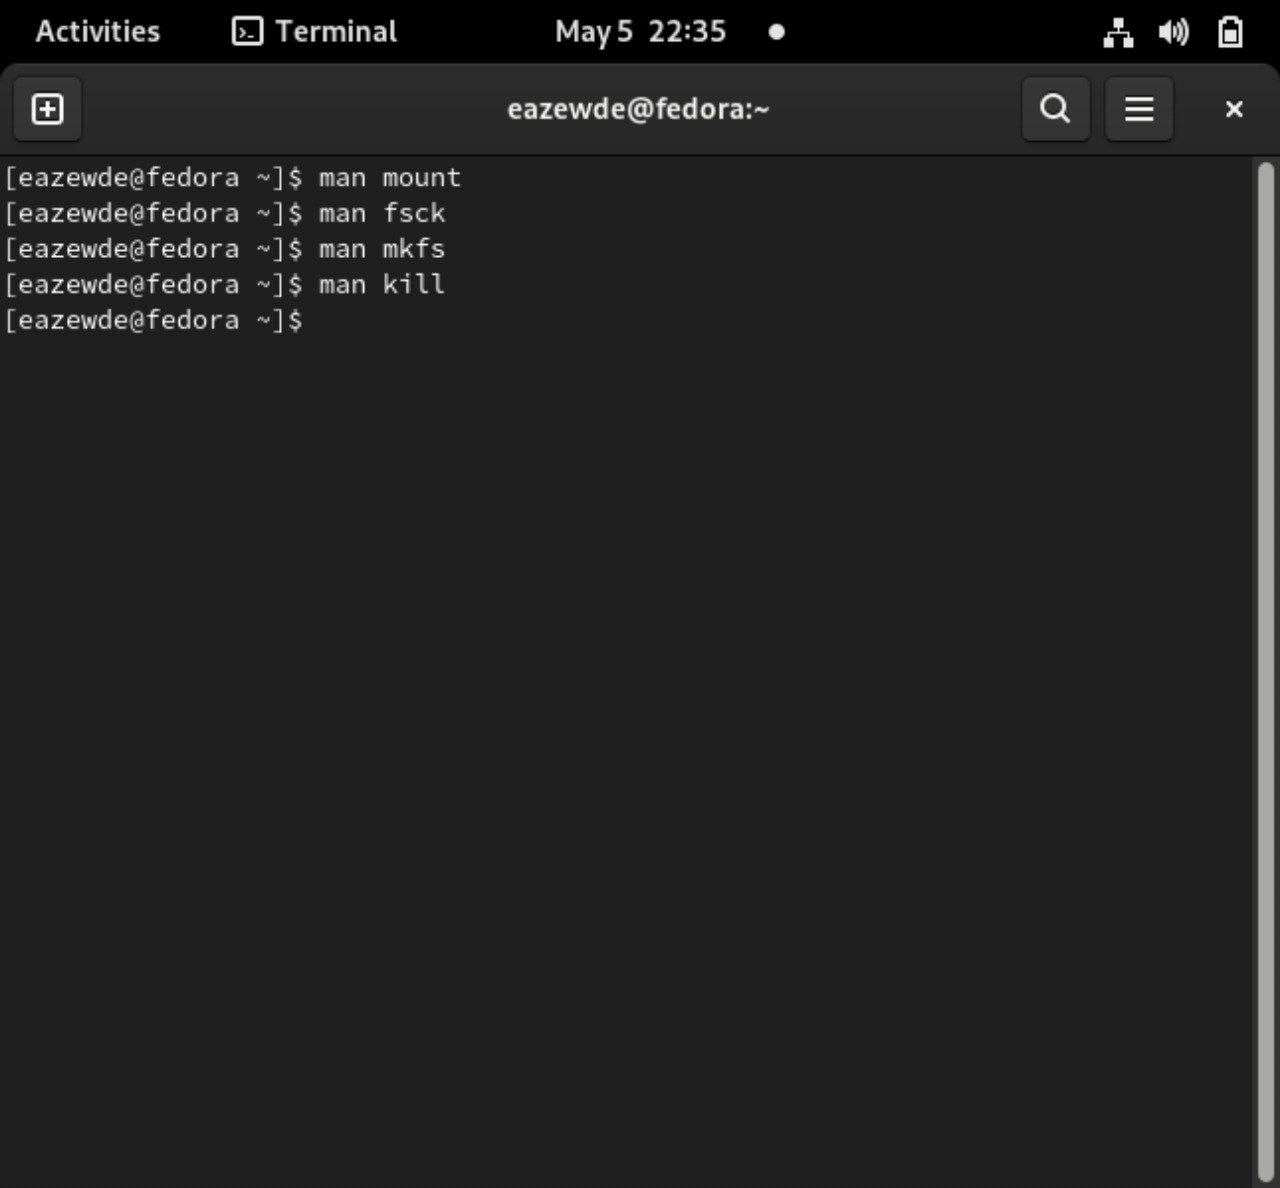 Activities Terminal May 5 22:35
eazewde@fedora:~
[eazewde@fedora ~]$ man mount
[eazewde@fedora ~]$ man fsck
[eazewde@fedora ~]$ man mkfs
[eazewde@fedora ~]$ man kill
[eazewde@fedora ~]$